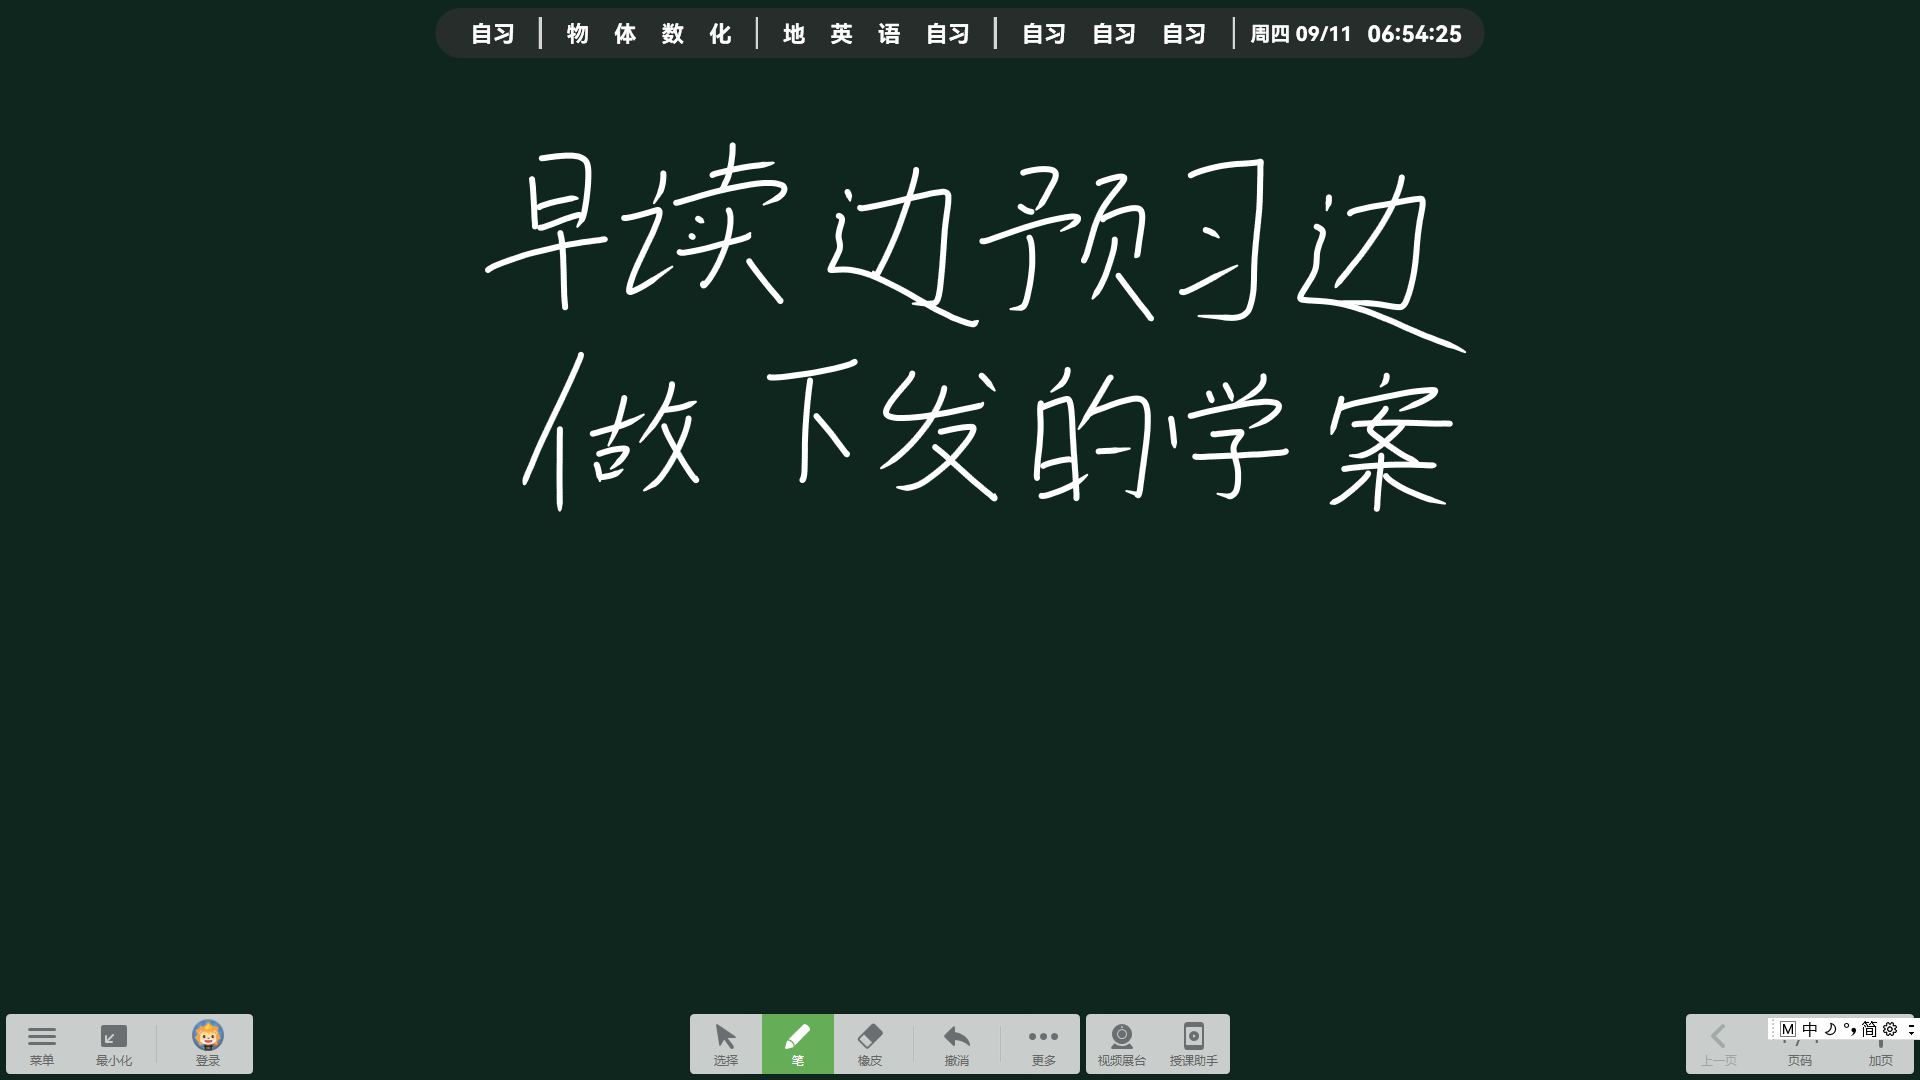 自习 | 物 体 数 化 | 地 英 语 自习 | 自习 自习 自习 | 周四 09/11 06:54:25
早读边预习边
做下发的学案
菜单 最小化 登录 选择 笔 橡皮 撤消 更多 视频展台 授课助手 上一页 页码 加页
M 中 简